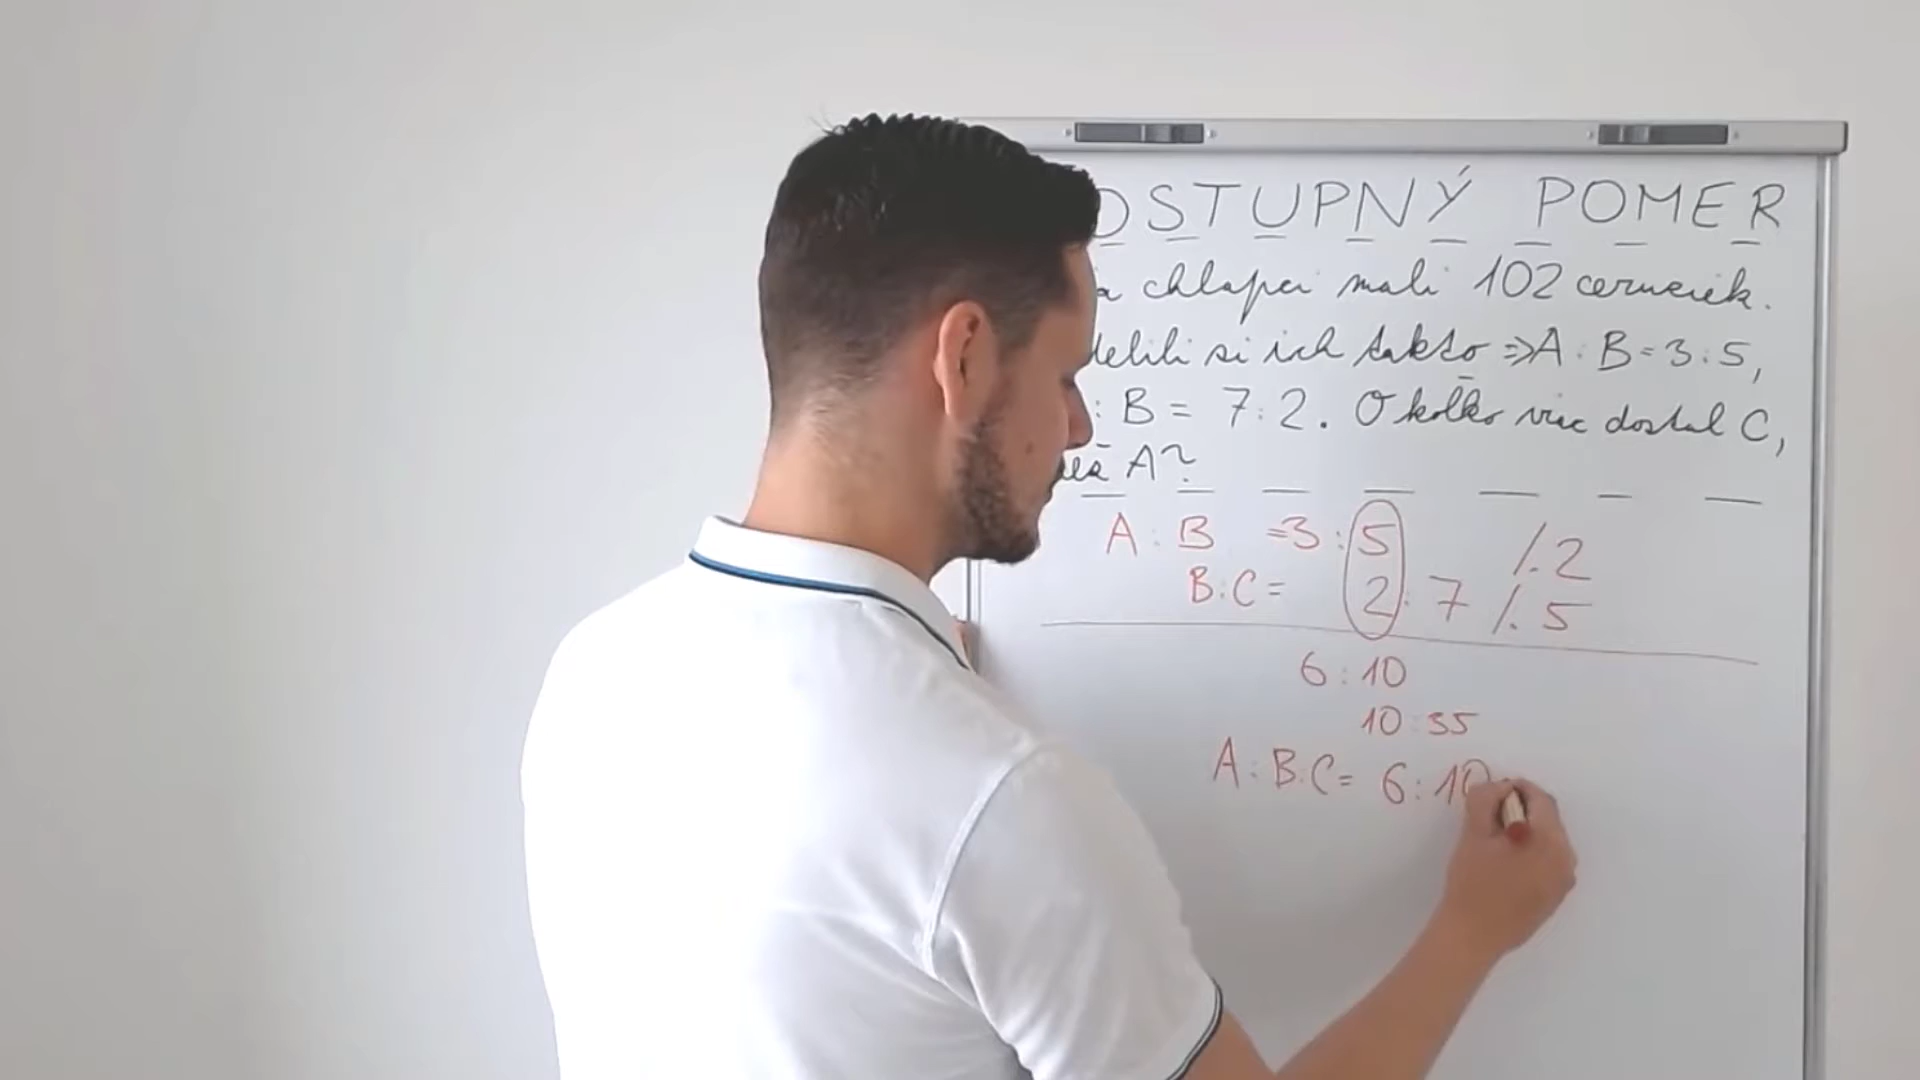 OSTUPNÝ POMER
a chlapci mali 102 ceruziek.
delili si ich takto => A : B = 3 : 5,
: B = 7 : 2. O koľko viac dostal C,
A?
A : B = 3 : 5 /. 2
B : C = 2 : 7 /. 5
6 : 10
10 : 35
A : B : C = 6 : 10